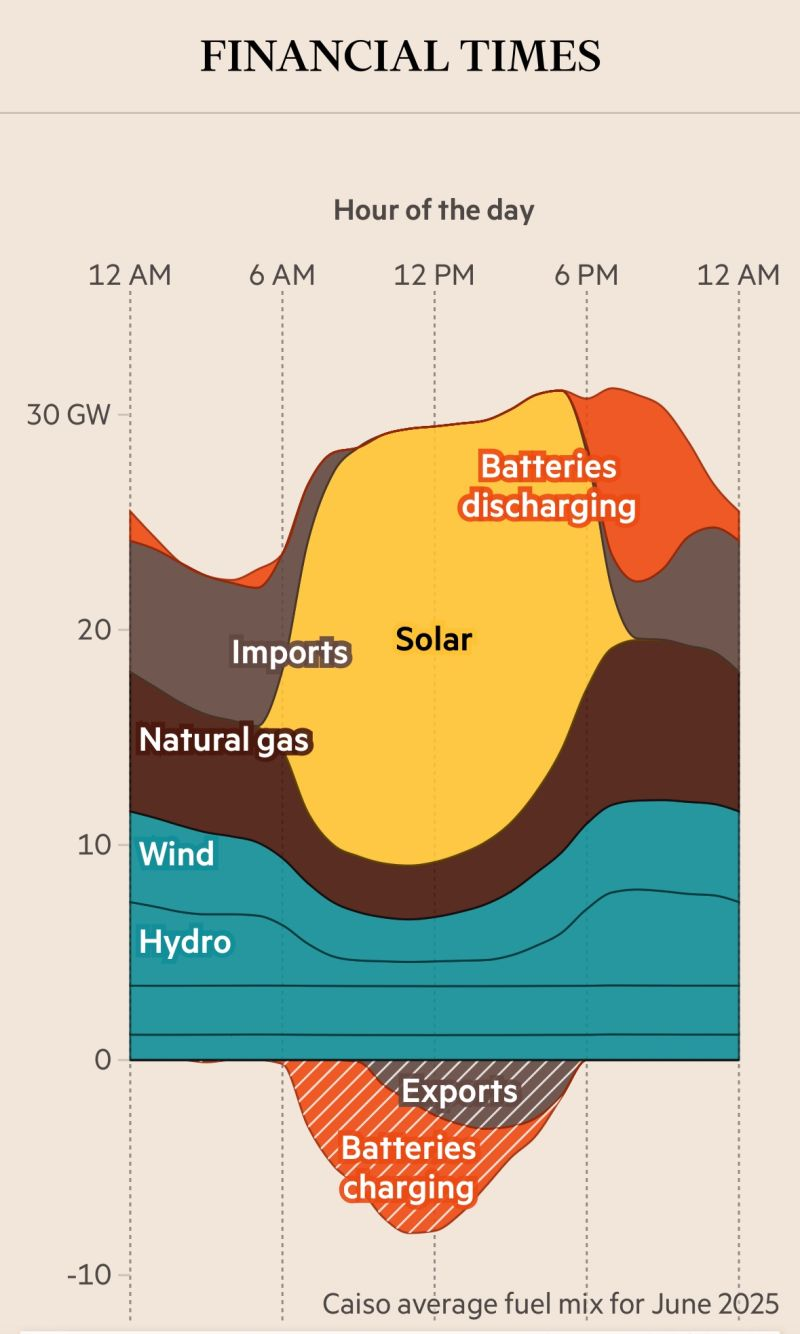 FINANCIAL TIMES
Hour of the day
12 AM 6 AM 12 PM 6 PM 12 AM
30 GW
Batteries
discharging
20
Solar
Imports
Natural gas
10
Wind
Hydro
0
Exports
Batteries
charging
-10
Caiso average fuel mix for June 2025